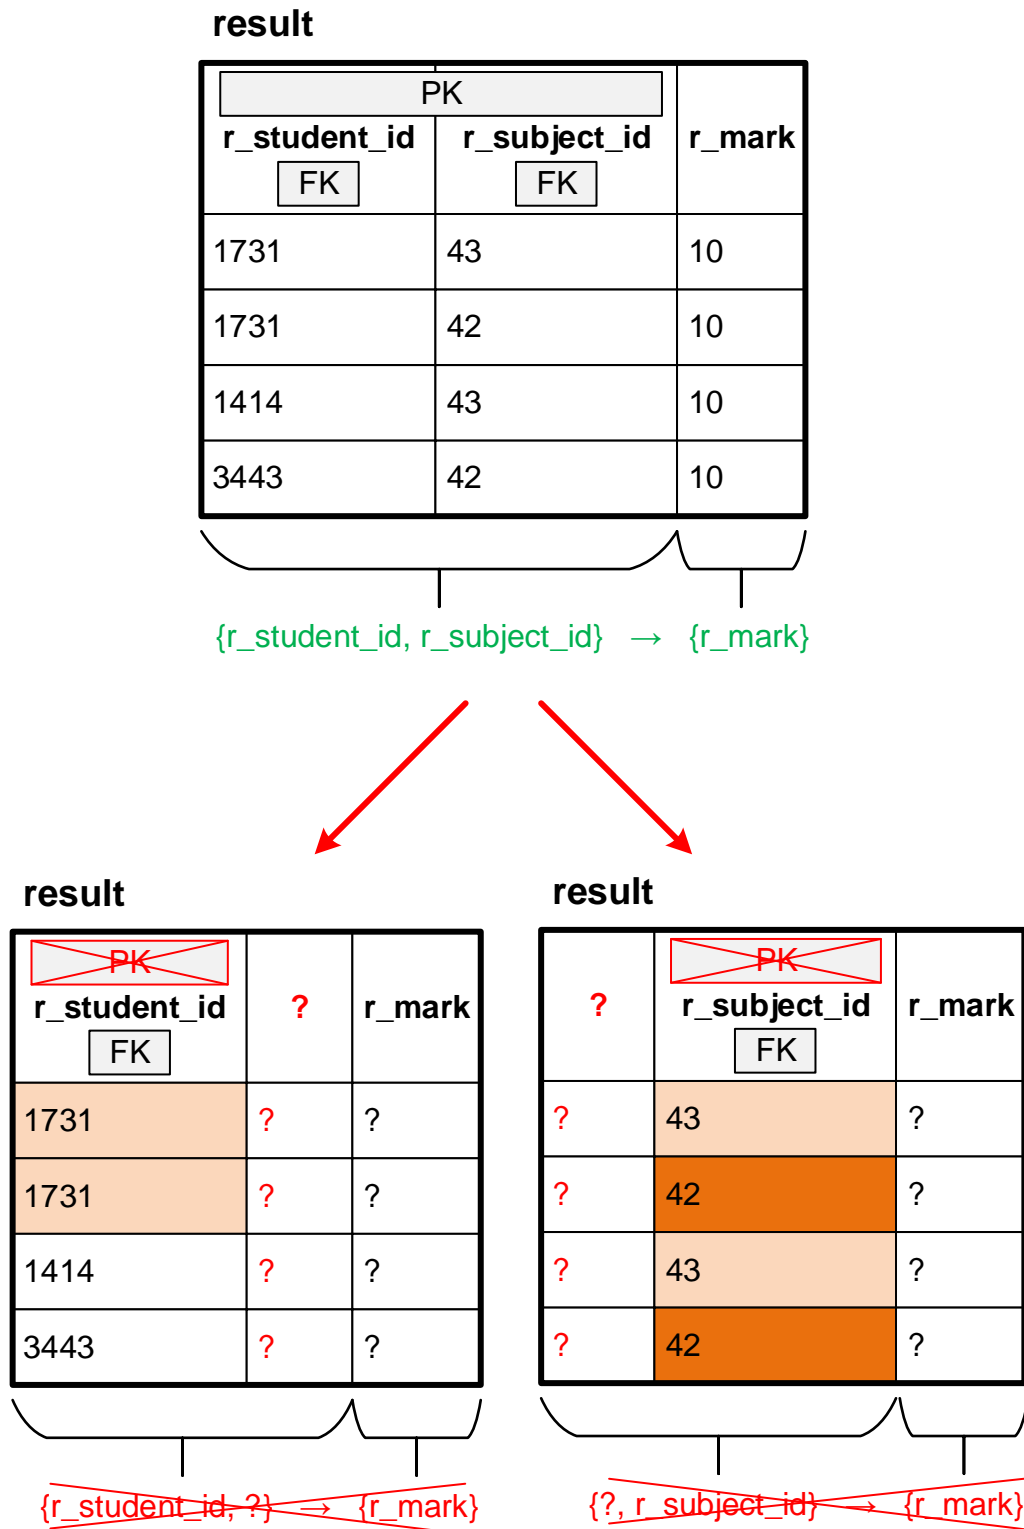 result
PK
r_student_id r_subject_id r_mark
FK FK
1731 43 10
1731 42 10
1414 43 10
3443 42 10
{r_student_id, r_subject_id} → {r_mark}
result
PK
r_student_id ? r_mark
FK
1731 ? ?
1731 ? ?
1414 ? ?
3443 ? ?
{r_student_id, ?} → {r_mark}
result
PK
? r_subject_id r_mark
FK
? 43 ?
? 42 ?
? 43 ?
? 42 ?
{?, r_subject_id} → {r_mark}